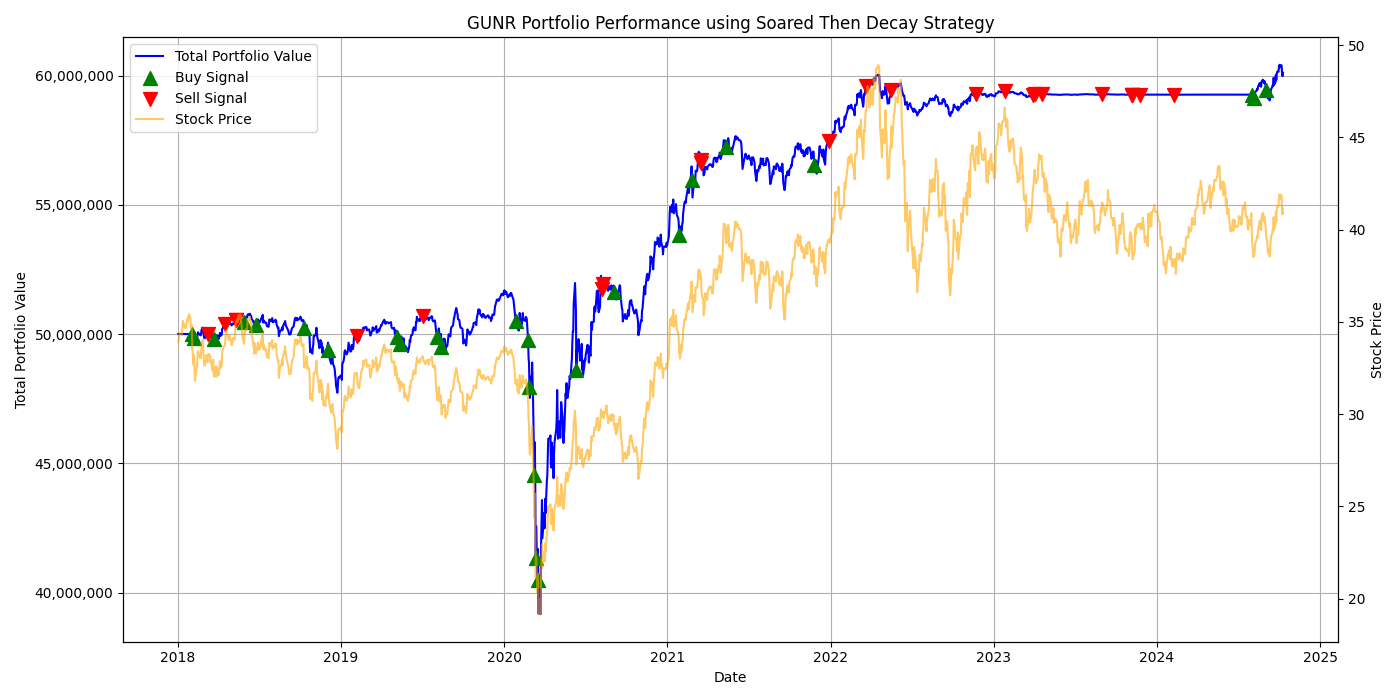 GUNR Portfolio Performance using Soared Then Decay Strategy
Total Portfolio Value
Buy Signal
Sell Signal
Stock Price
60,000,000
55,000,000
50,000,000
45,000,000
40,000,000
Total Portfolio Value
50
45
40
35
30
25
20
Stock Price
2018 2019 2020 2021 2022 2023 2024 2025
Date